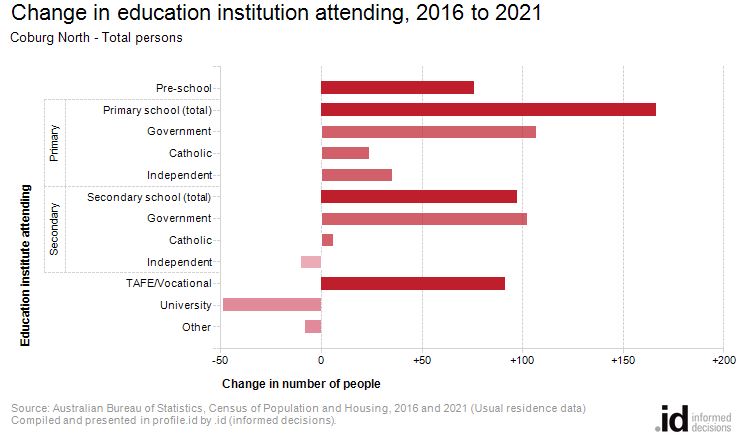 Change in education institution attending, 2016 to 2021
Coburg North - Total persons
Education institute attending
Primary
Secondary
Pre-school
Primary school (total)
Government
Catholic
Independent
Secondary school (total)
Government
Catholic
Independent
TAFE/Vocational
University
Other
-50 0 +50 +100 +150 +200
Change in number of people
Source: Australian Bureau of Statistics, Census of Population and Housing, 2016 and 2021 (Usual residence data)
Compiled and presented in profile.id by .id (informed decisions).
.id informed
decisions